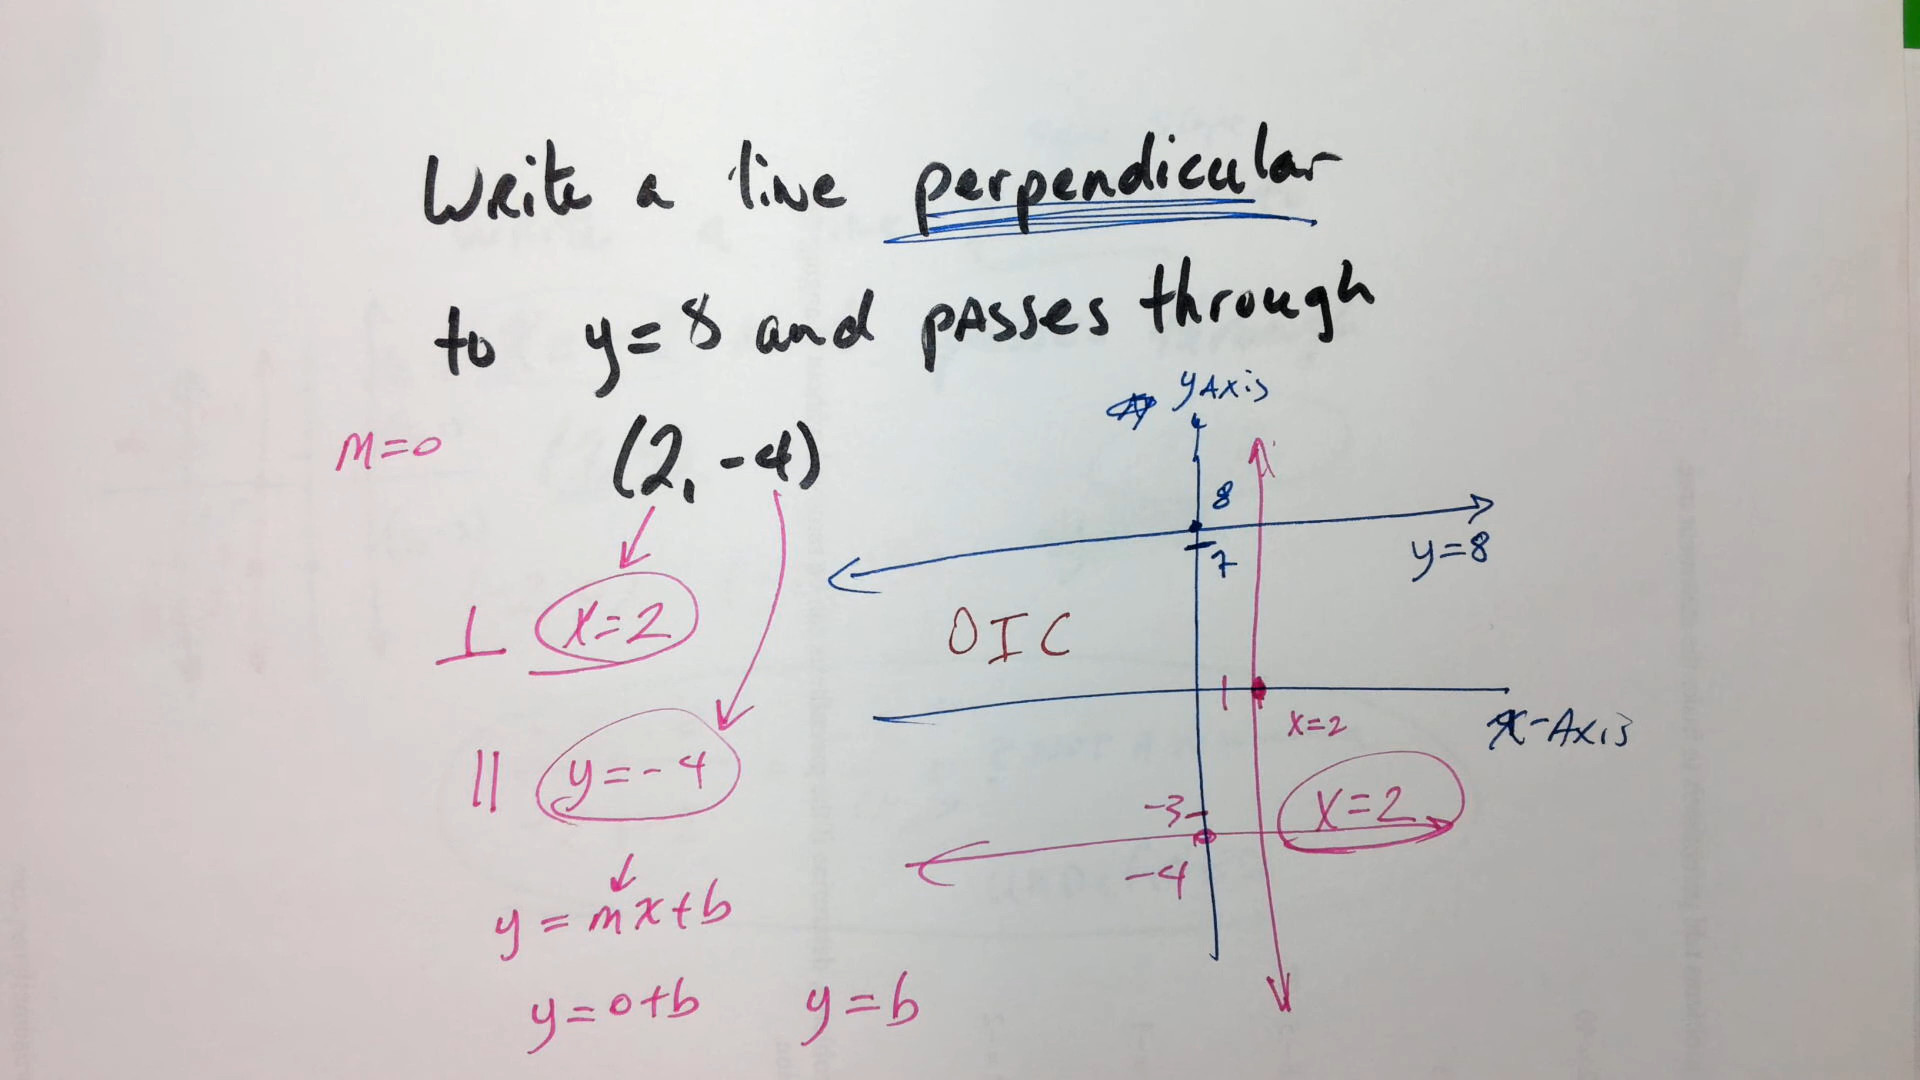 Write a line perpendicular
to y=8 and passes through
(2, -4)
m=0
⊥ x=2
|| y=-4
y=mx+b
y=0+b y=b
y Axis
8
7
y=8
OIC
1
x=2
x-Axis
x=2
-3
-4